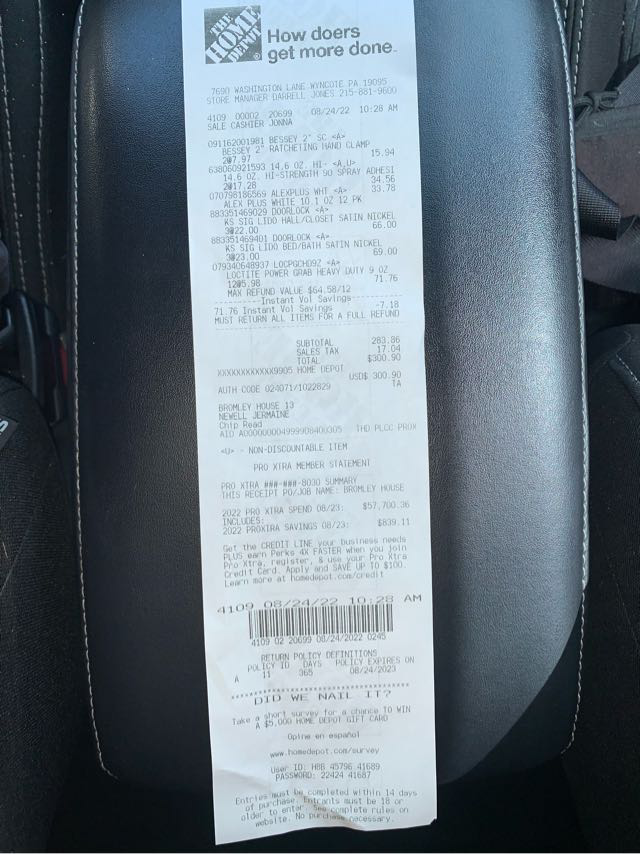 THE HOME DEPOT
How doers
get more done.
7690 WASHINGTON LANE WYNCOTE PA 19095
STORE MANAGER DARRELL JONES 215-881-9600
4109 00002 20699 08/24/22 10:28 AM
SALE CASHIER JONNA
091162001981 BESSEY 2" SC <A>
BESSEY 2" RATCHETING HAND CLAMP
2@7.97 15.94
638060921593 14.6 OZ. HI- <A,U>
14.6 OZ. HI-STRENGTH 90 SPRAY ADHESI
2@17.28 34.56
070798186569 ALEXPLUS WHT <A> 33.78
ALEX PLUS WHITE 10.1 OZ 12 PK
883351469029 DOORLOCK <A>
KS SIG LIDO HALL/CLOSET SATIN NICKEL
3@22.00 66.00
883351469401 DOORLOCK <A>
KS SIG LIDO BED/BATH SATIN NICKEL
3@23.00 69.00
079340648937 LOCPGCHD9Z <A>
LOCTITE POWER GRAB HEAVY DUTY 9 OZ
12@5.98 71.76
MAX REFUND VALUE $64.58/12
Instant Vol Savings
71.76 Instant Vol Savings -7.18
MUST RETURN ALL ITEMS FOR A FULL REFUND
SUBTOTAL 283.86
SALES TAX 17.04
TOTAL $300.90
XXXXXXXXXXXX9905 HOME DEPOT
USD$ 300.90
AUTH CODE 024071/1022829 TA
BROMLEY HOUSE 13
NEWELL JERMAINE
Chip Read
AID A000000004999908400305 THD PLCC PROX
<U> - NON-DISCOUNTABLE ITEM
PRO XTRA MEMBER STATEMENT
PRO XTRA ###-###-8030 SUMMARY
THIS RECEIPT PO/JOB NAME: BROMLEY HOUSE
2022 PRO XTRA SPEND 08/23: $57,700.36
INCLUDES:
2022 PROXTRA SAVINGS 08/23: $839.11
Get the CREDIT LINE your business needs
PLUS earn Perks 4X FASTER when you join
Pro Xtra, register, & use your Pro Xtra
Credit Card. Apply and SAVE UP TO $100.
Learn more at homedepot.com/credit
4109 08/24/22 10:28 AM
4109 02 20699 08/24/2022 0245
RETURN POLICY DEFINITIONS
POLICY ID DAYS POLICY EXPIRES ON
A 11 365 08/24/2023
DID WE NAIL IT?
Take a short survey for a chance TO WIN
A $5,000 HOME DEPOT GIFT CARD
Opine en español
www.homedepot.com/survey
User ID: H8B 45796 41689
PASSWORD: 22424 41687
Entries must be completed within 14 days
of purchase. Entrants must be 18 or
older to enter. See complete rules on
website. No purchase necessary.